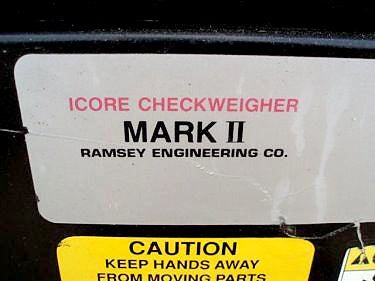 ICORE CHECKWEIGHER
MARK II
RAMSEY ENGINEERING CO.
CAUTION
KEEP HANDS AWAY
FROM MOVING PARTS